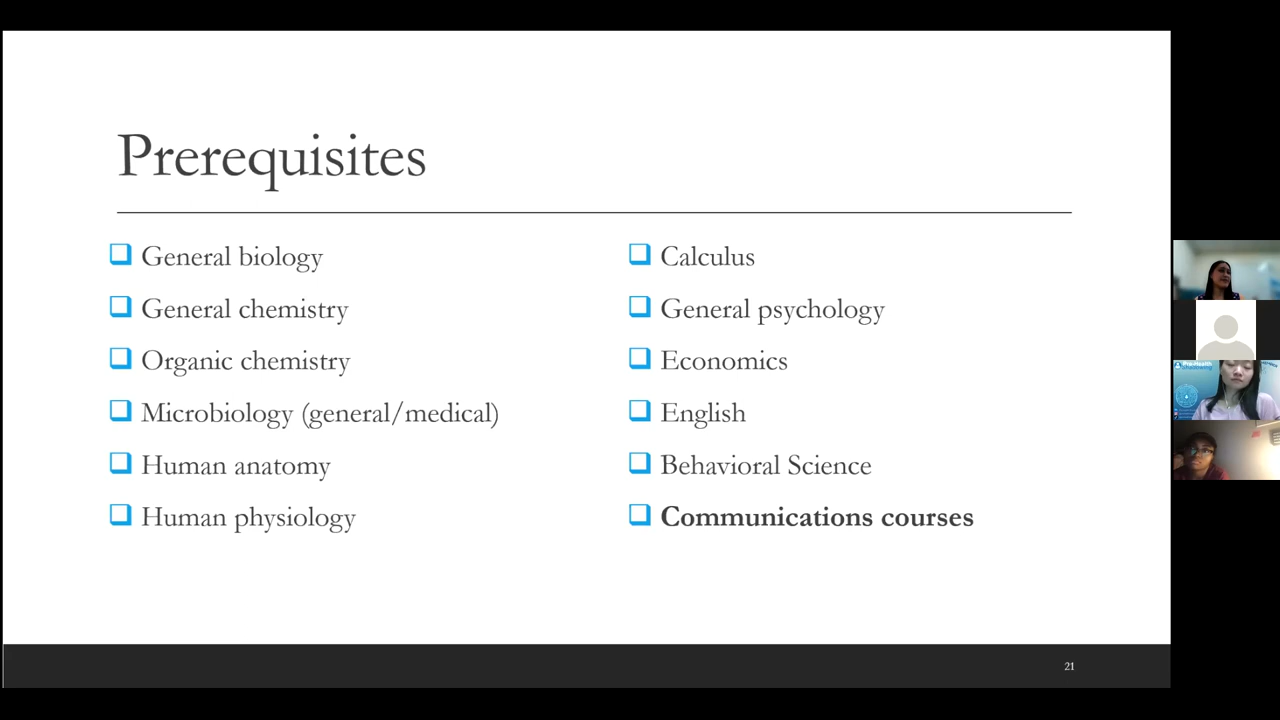 Prerequisites
General biology
General chemistry
Organic chemistry
Microbiology (general/medical)
Human anatomy
Human physiology
Calculus
General psychology
Economics
English
Behavioral Science
Communications courses
21